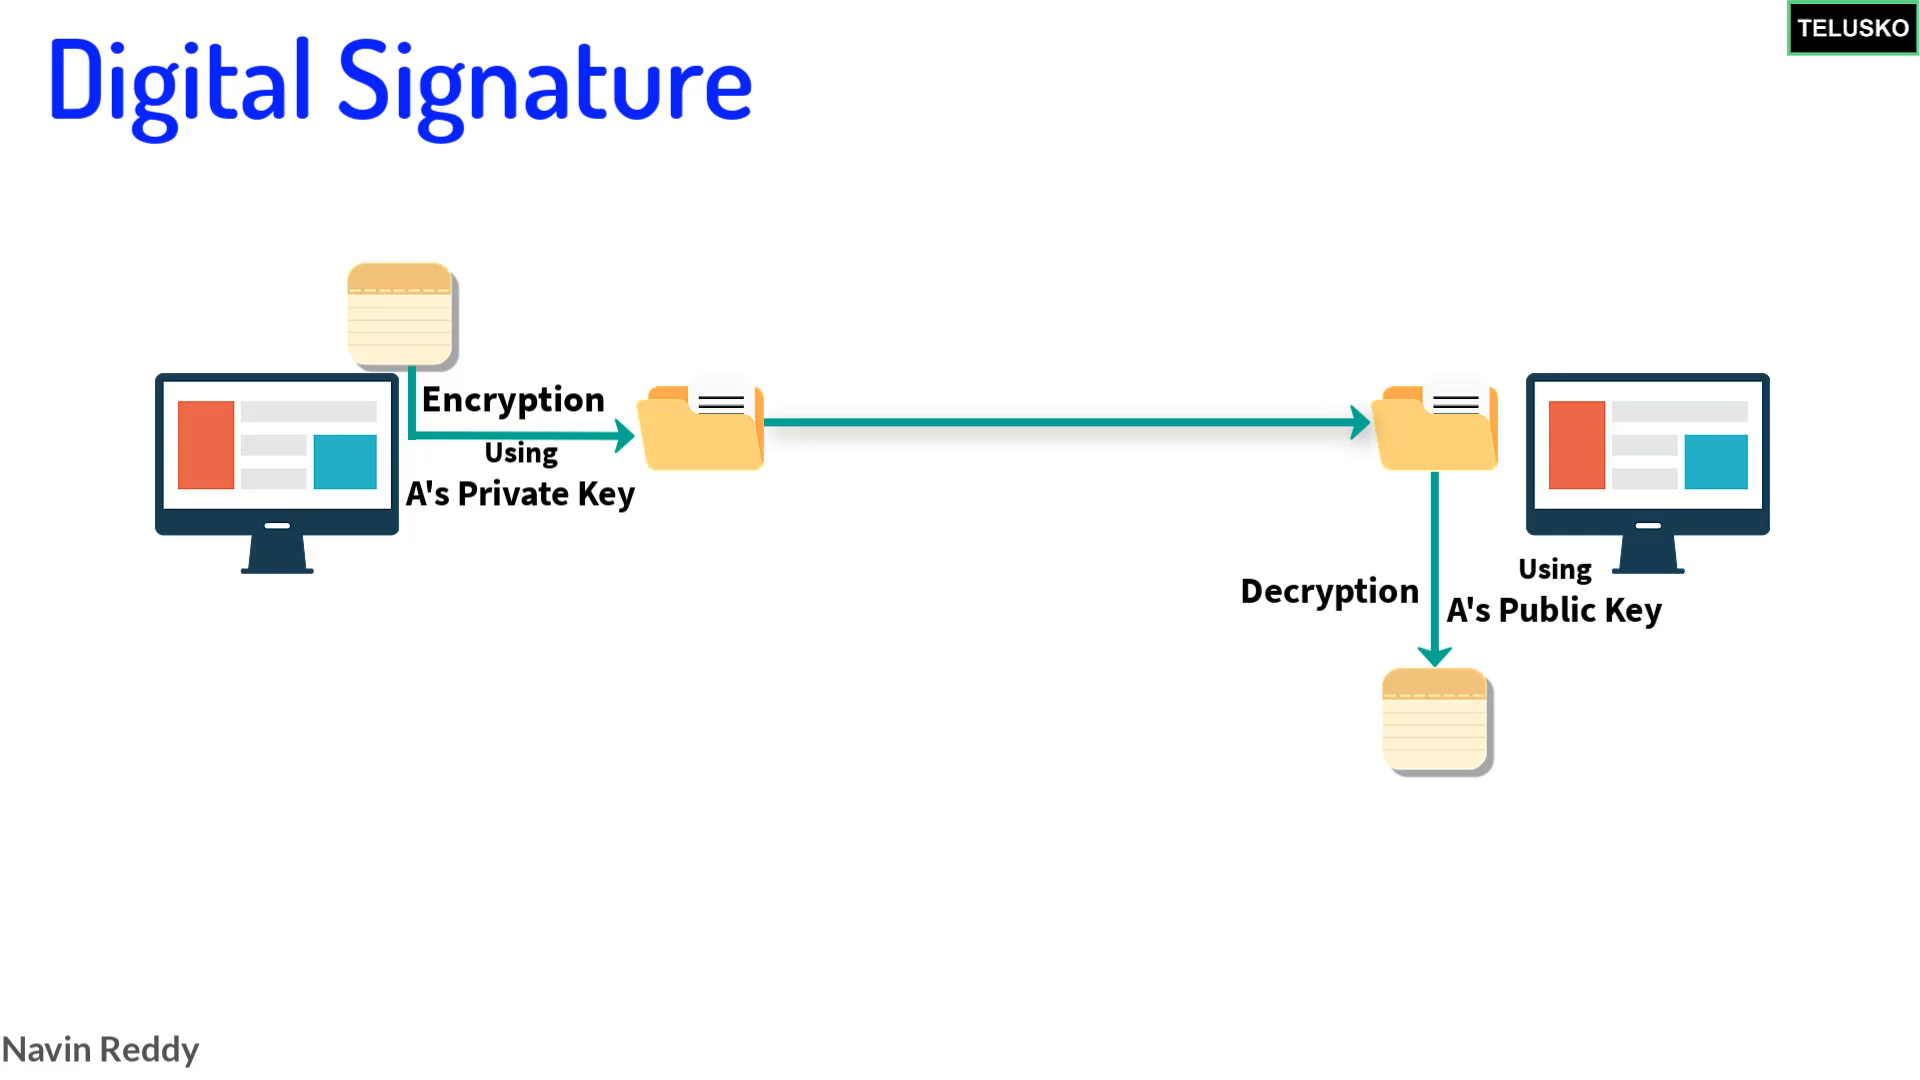 TELUSKO
Digital Signature
Encryption
Using
A's Private Key
Decryption
Using
A's Public Key
Navin Reddy